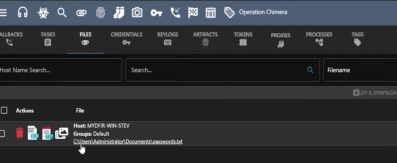 Operation Chimera
ALLBACKS TASKS FILES CREDENTIALS KEYLOGS ARTIFACTS TOKENS PROXIES PROCESSES TAGS
Host Name Search... Search... Filename
ZIP & DOWNLOAD
Actions File
Host: MYDFIR-WIN-STEV
Groups: Default
C:\Users\Administrator\Documents\passwords.txt